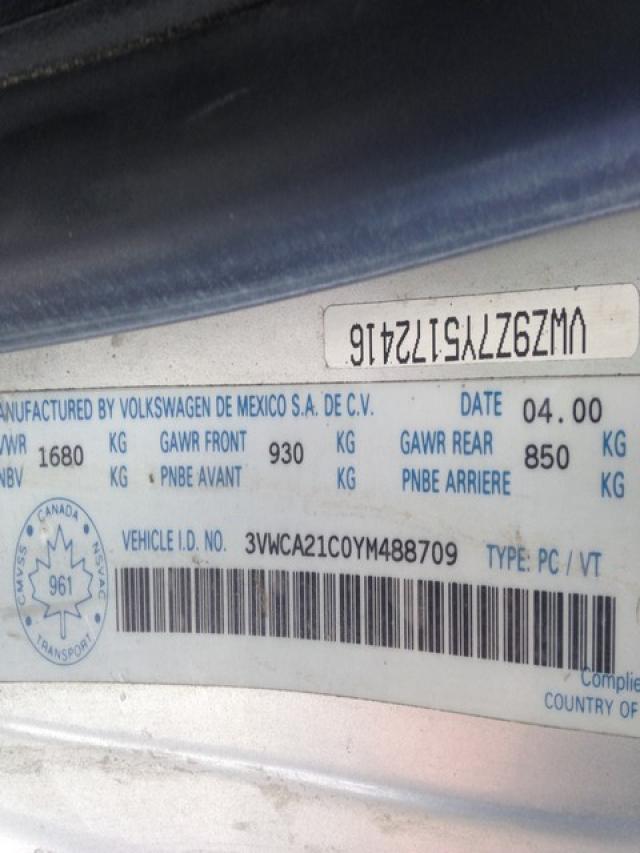 VWZ9Z7Y5172416
MANUFACTURED BY VOLKSWAGEN DE MEXICO S.A. DE C.V. DATE 04.00
VWR 1680 KG GAWR FRONT 930 KG GAWR REAR 850 KG
NBV KG PNBE AVANT KG PNBE ARRIERE KG
CANADA
CMVSS 961 NSVAC
TRANSPORT
VEHICLE I.D. NO. 3VWCA21C0YM488709 TYPE: PC / VT
Complie
COUNTRY OF